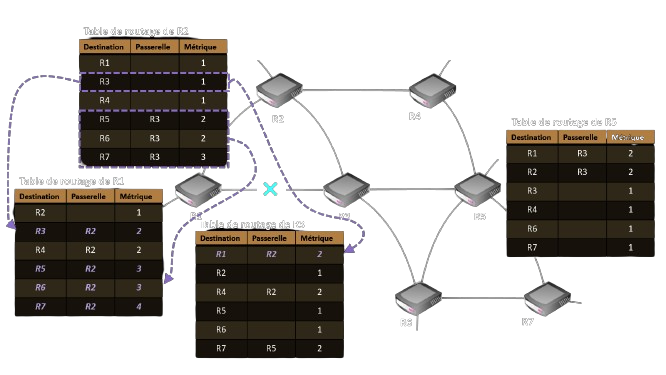 Table de routage de R2
Destination Passerelle Métrique
R1 1
R3 1
R4 1
R5 R3 2
R6 R3 2
R7 R3 3
R2
R4
Table de routage de R5
Destination Passerelle Métrique
R1 R3 2
R2 R3 2
R3 1
R4 1
R6 1
R7 1
Table de routage de R1
Destination Passerelle Métrique
R2 1
R3 R2 2
R4 R2 2
R5 R2 3
R6 R2 3
R7 R2 4
R1
R3
R5
Table de routage de R3
Destination Passerelle Métrique
R1 R2 2
R2 1
R4 R2 2
R5 1
R6 1
R7 R5 2
R6
R7